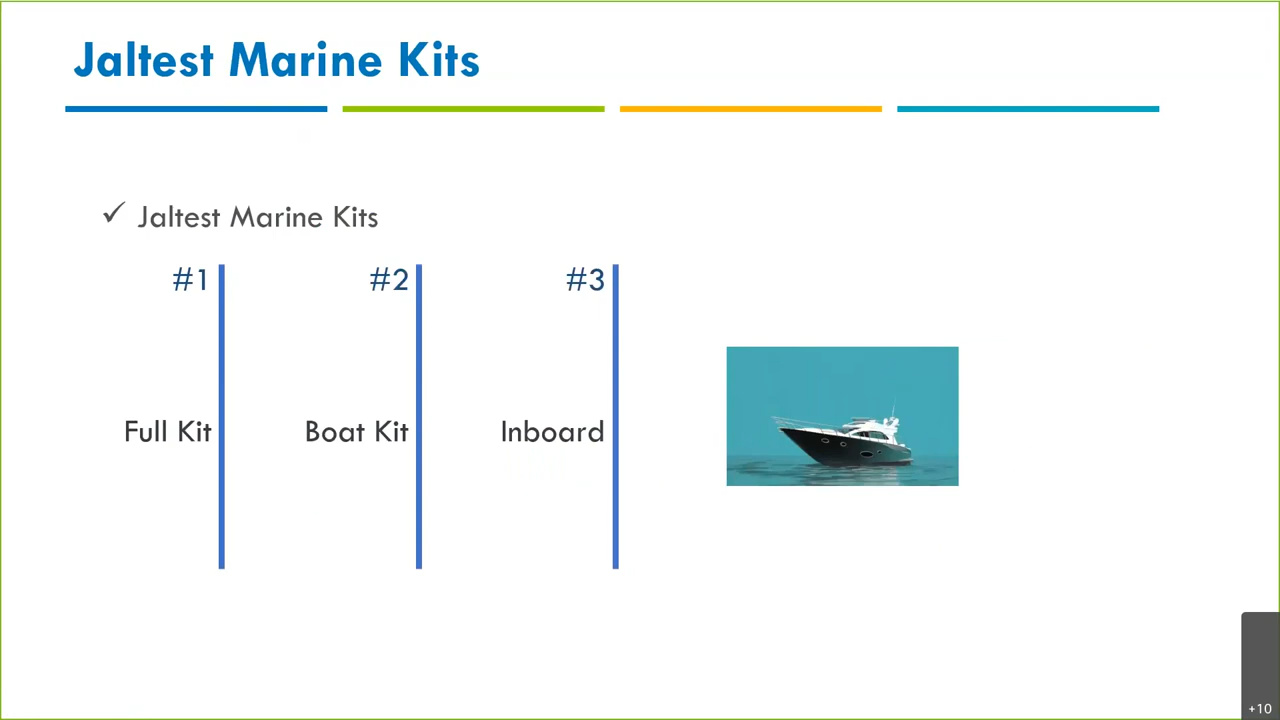 Jaltest Marine Kits
✓ Jaltest Marine Kits
#1 #2 #3
Full Kit Boat Kit Inboard
+10